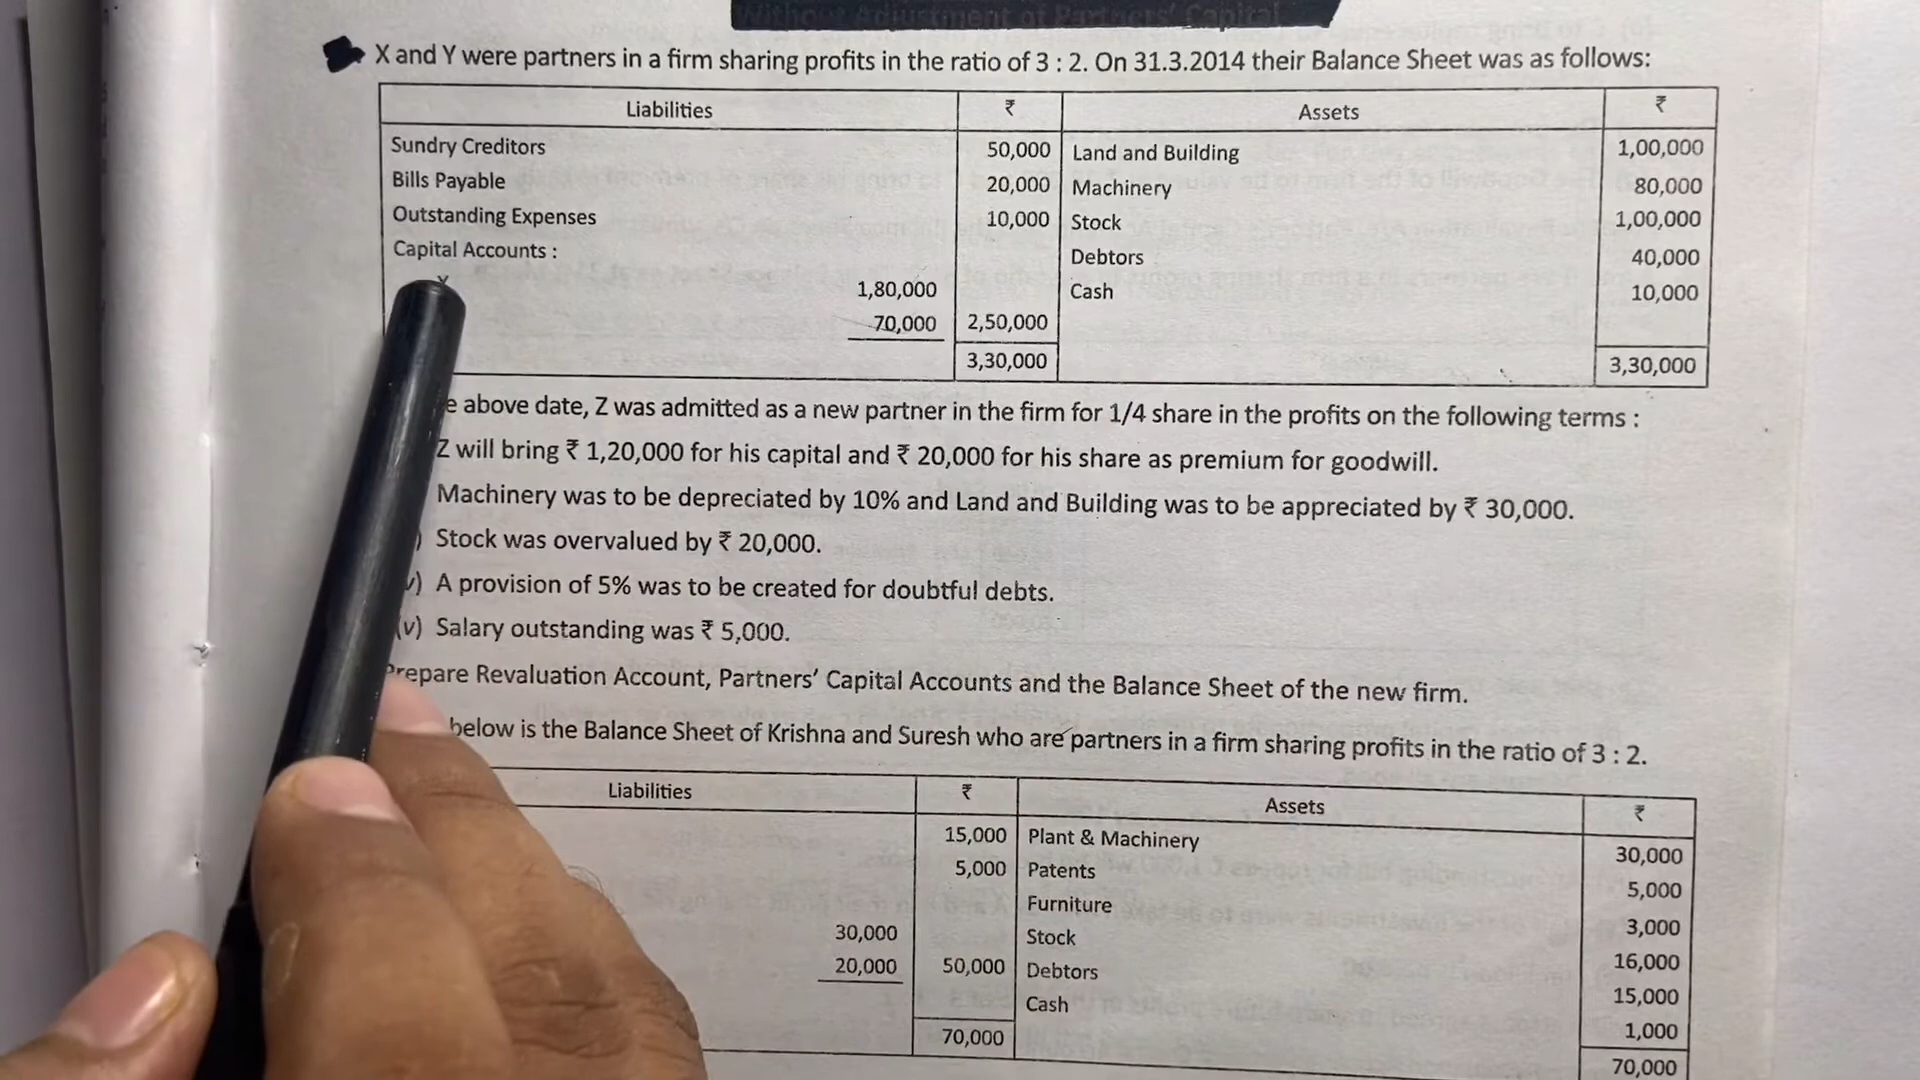 Without Adjustment of Partners' Capital
X and Y were partners in a firm sharing profits in the ratio of 3 : 2. On 31.3.2014 their Balance Sheet was as follows:
Liabilities ₹ Assets ₹
Sundry Creditors 50,000 Land and Building 1,00,000
Bills Payable 20,000 Machinery 80,000
Outstanding Expenses 10,000 Stock 1,00,000
Capital Accounts : Debtors 40,000
1,80,000 Cash 10,000
70,000 2,50,000
3,30,000 3,30,000
e above date, Z was admitted as a new partner in the firm for 1/4 share in the profits on the following terms :
Z will bring ₹ 1,20,000 for his capital and ₹ 20,000 for his share as premium for goodwill.
Machinery was to be depreciated by 10% and Land and Building was to be appreciated by ₹ 30,000.
) Stock was overvalued by ₹ 20,000.
v) A provision of 5% was to be created for doubtful debts.
(v) Salary outstanding was ₹ 5,000.
Prepare Revaluation Account, Partners' Capital Accounts and the Balance Sheet of the new firm.
below is the Balance Sheet of Krishna and Suresh who are partners in a firm sharing profits in the ratio of 3 : 2.
Liabilities ₹ Assets ₹
15,000 Plant & Machinery 30,000
5,000 Patents 5,000
Furniture 3,000
30,000 Stock 16,000
20,000 50,000 Debtors 15,000
Cash 1,000
70,000 70,000